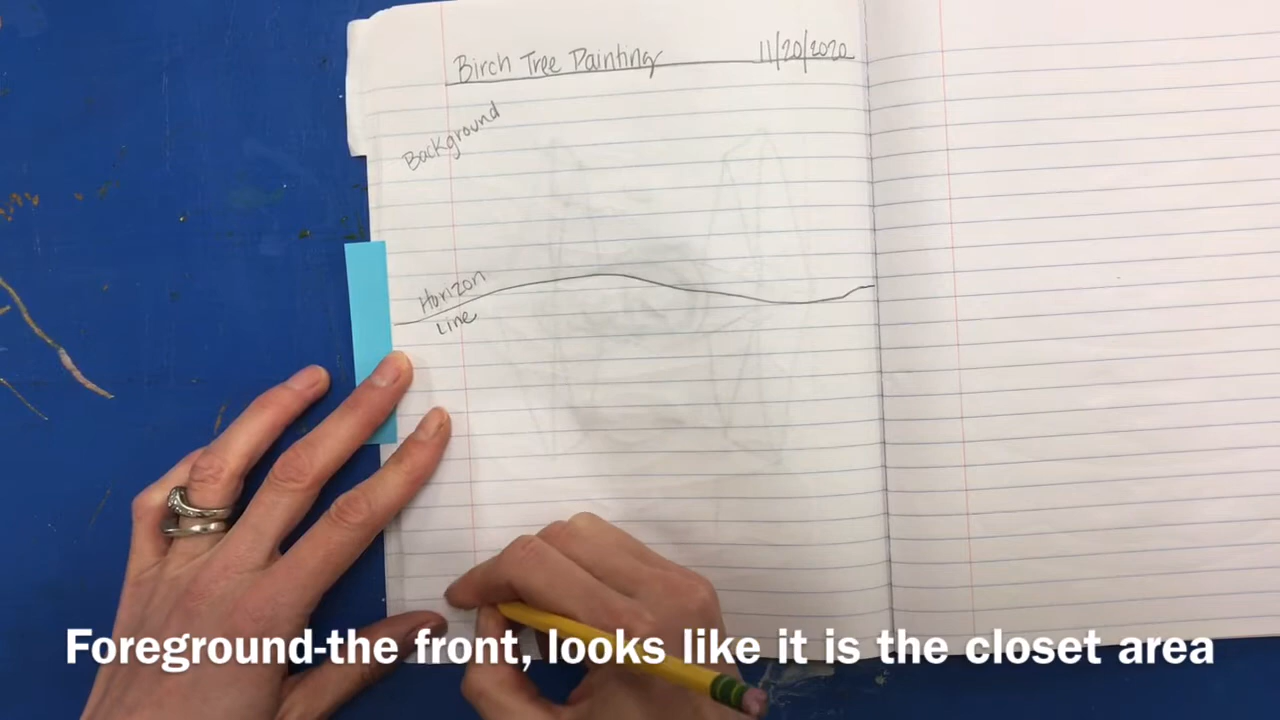 Birch Tree Painting 11/20/2020
Background
Horizon
Line
Foreground-the front, looks like it is the closet area